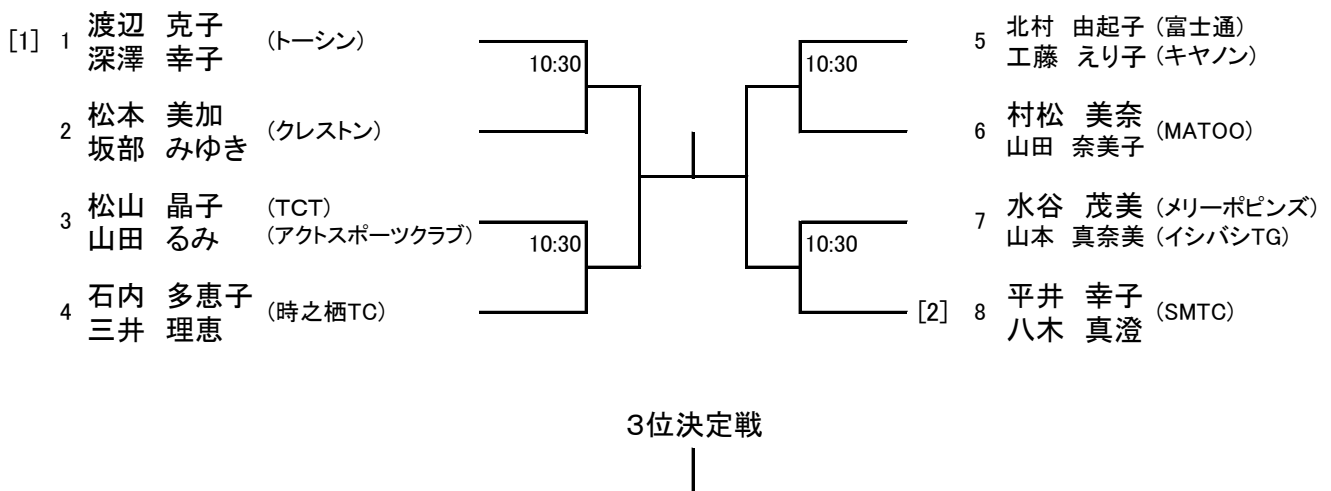 [1] 1 渡辺 克子 (トーシン)
深澤 幸子
10:30
2 松本 美加 (クレストン)
坂部 みゆき
3 松山 晶子 (TCT)
山田 るみ (アクトスポーツクラブ)
10:30
4 石内 多恵子 (時之栖TC)
三井 理恵
5 北村 由起子 (富士通)
工藤 えり子 (キヤノン)
10:30
6 村松 美奈 (MATOO)
山田 奈美子
7 水谷 茂美 (メリーポピンズ)
山本 真奈美 (イシバシTG)
10:30
[2] 8 平井 幸子 (SMTC)
八木 真澄
3位決定戦